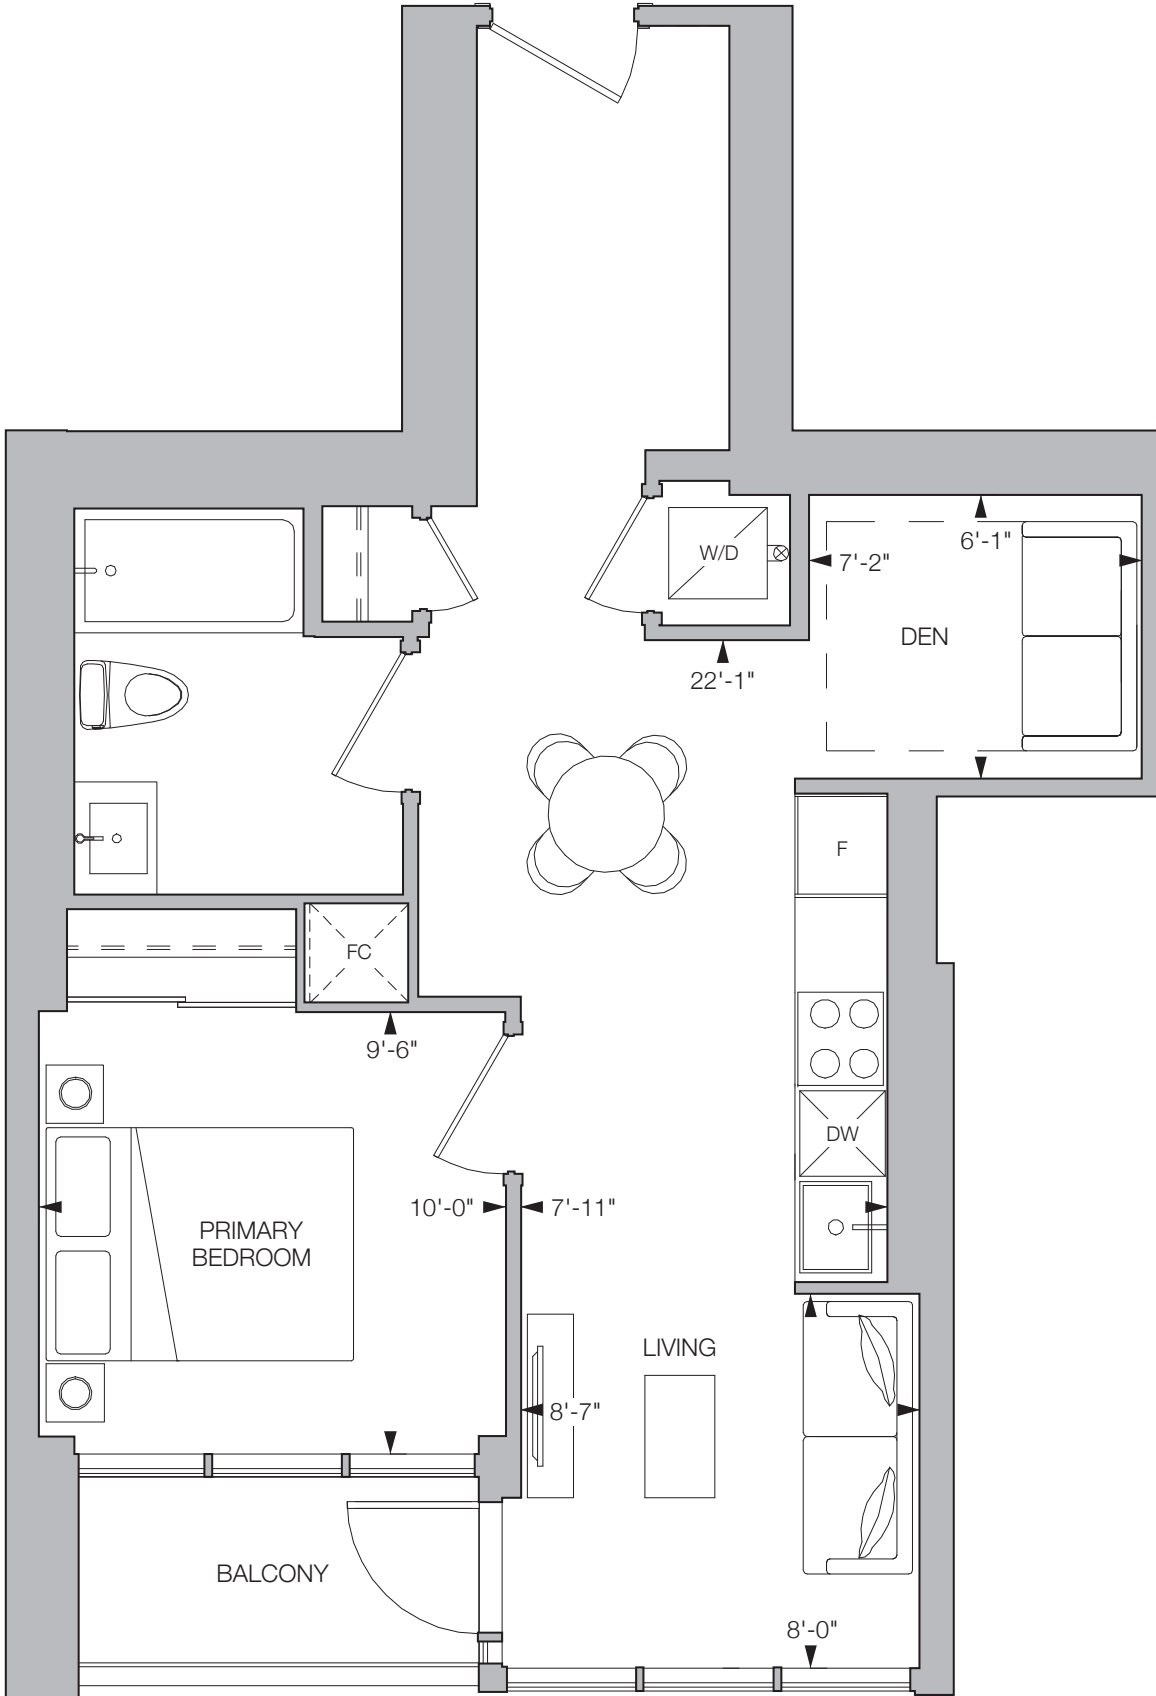 W/D
6'-1"
7'-2"
DEN
22'-1"
F
FC
9'-6"
DW
10'-0"
7'-11"
PRIMARY
BEDROOM
LIVING
8'-7"
BALCONY
8'-0"